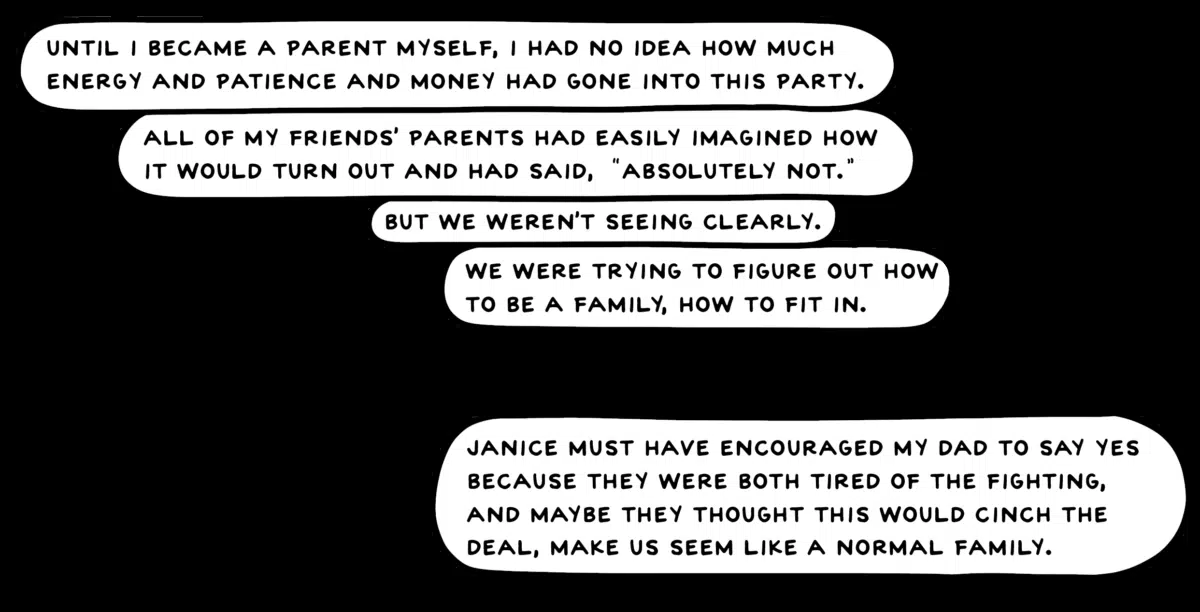 UNTIL I BECAME A PARENT MYSELF, I HAD NO IDEA HOW MUCH
ENERGY AND PATIENCE AND MONEY HAD GONE INTO THIS PARTY.
ALL OF MY FRIENDS' PARENTS HAD EASILY IMAGINED HOW
IT WOULD TURN OUT AND HAD SAID, "ABSOLUTELY NOT."
BUT WE WEREN'T SEEING CLEARLY.
WE WERE TRYING TO FIGURE OUT HOW
TO BE A FAMILY, HOW TO FIT IN.
JANICE MUST HAVE ENCOURAGED MY DAD TO SAY YES
BECAUSE THEY WERE BOTH TIRED OF THE FIGHTING,
AND MAYBE THEY THOUGHT THIS WOULD CINCH THE
DEAL, MAKE US SEEM LIKE A NORMAL FAMILY.